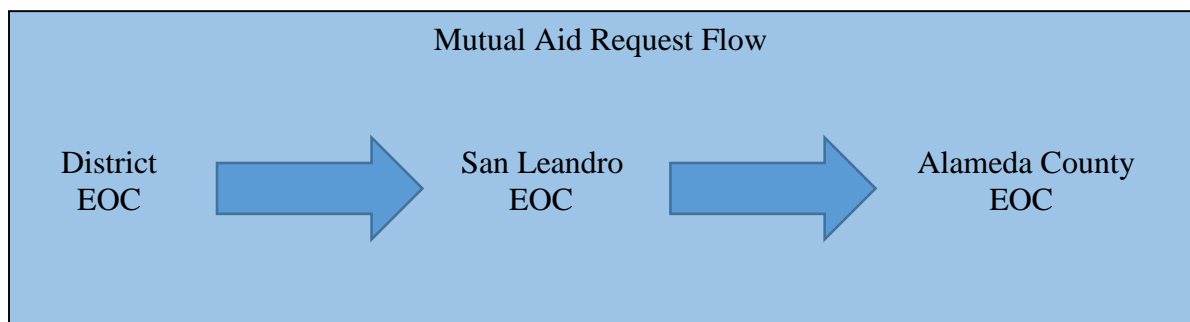 Mutual Aid Request Flow
District
EOC
San Leandro
EOC
Alameda County
EOC